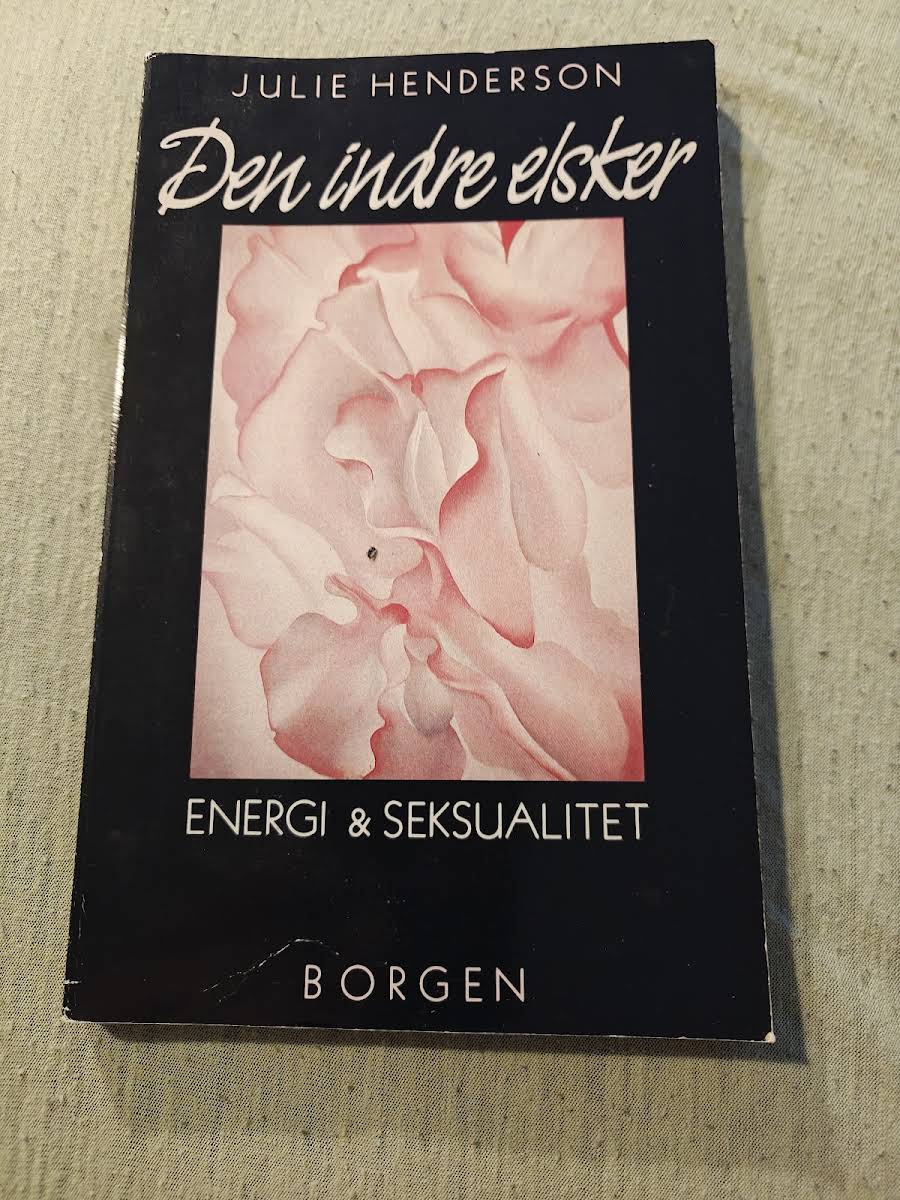 JULIE HENDERSON
Den indre elsker
ENERGI & SEKSUALITET
BORGEN